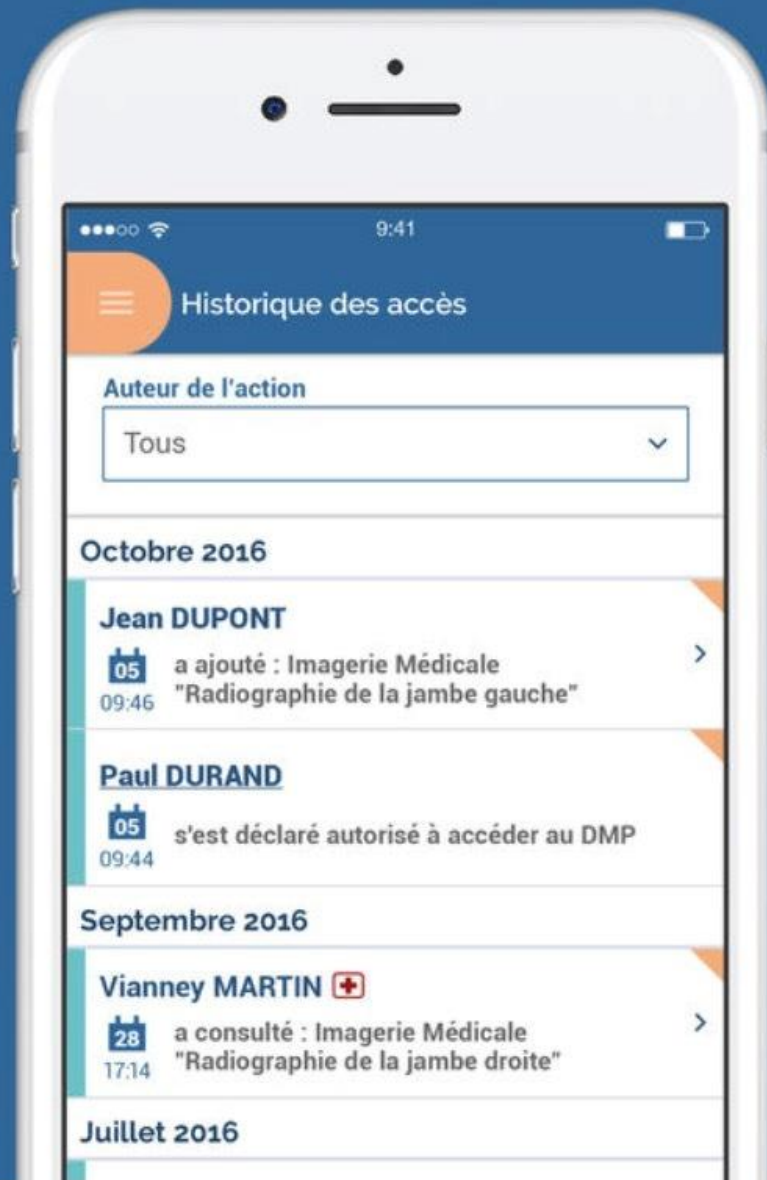 9:41
Historique des accès
Auteur de l'action
Tous
Octobre 2016
Jean DUPONT
05
09:46
a ajouté : Imagerie Médicale
"Radiographie de la jambe gauche"
Paul DURAND
05
09:44
s'est déclaré autorisé à accéder au DMP
Septembre 2016
Vianney MARTIN
28
17:14
a consulté : Imagerie Médicale
"Radiographie de la jambe droite"
Juillet 2016